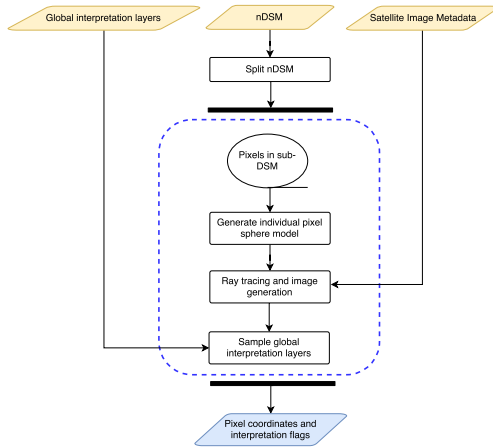 Global interpretation layers
nDSM
Satellite Image Metadata
Split nDSM
Pixels in sub-
DSM
Generate individual pixel
sphere model
Ray tracing and image
generation
Sample global
interpretation layers
Pixel coordinates and
interpretation flags